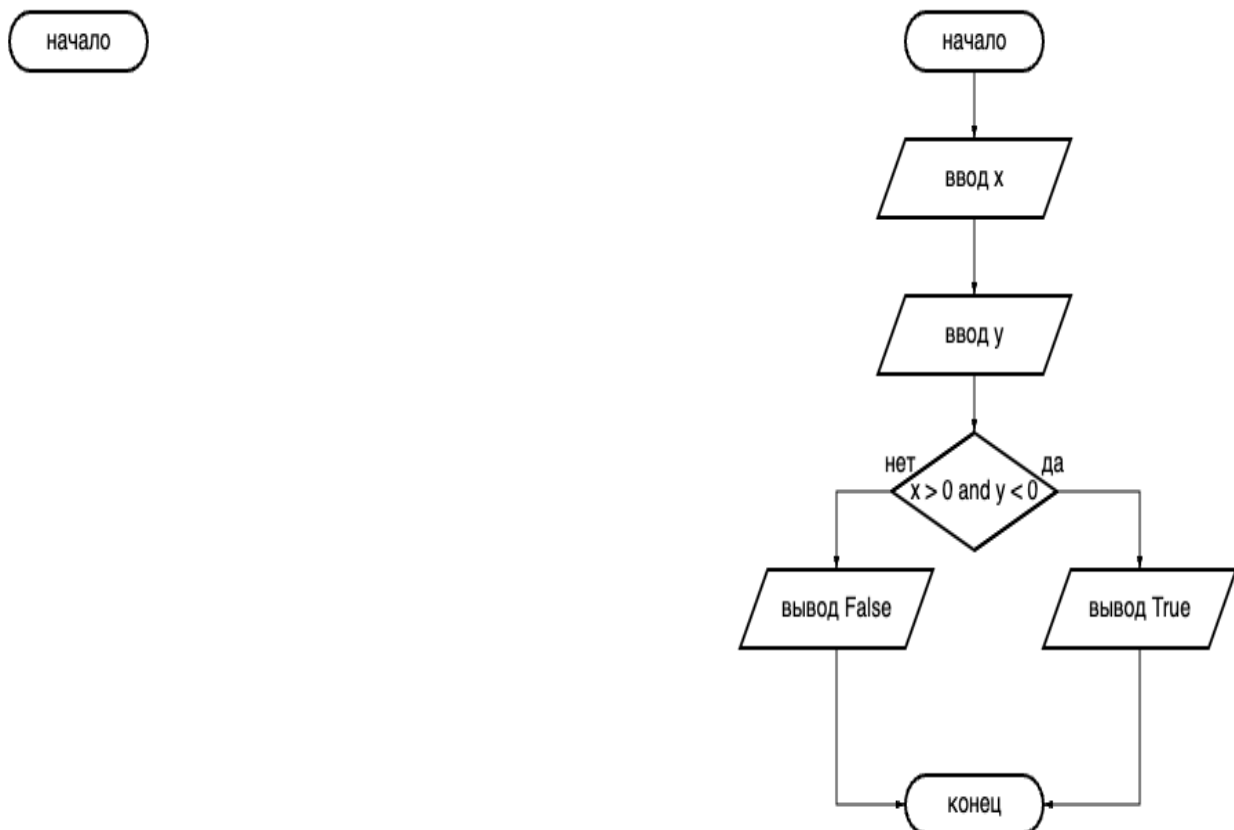 начало
начало
ввод x
ввод y
нет
да
x > 0 and y < 0
вывод False
вывод True
конец